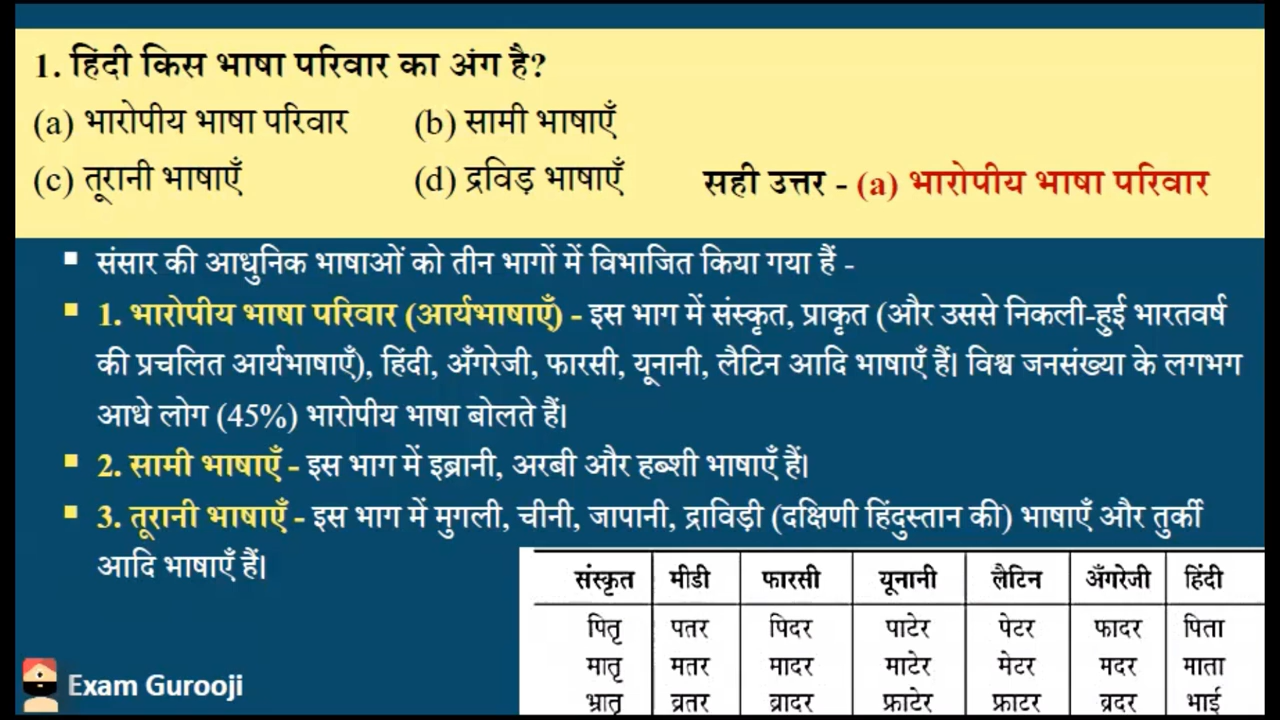 1. हिंदी किस भाषा परिवार का अंग है?
(a) भारोपीय भाषा परिवार (b) सामी भाषाएँ
(c) तूरानी भाषाएँ (d) द्रविड़ भाषाएँ सही उत्तर - (a) भारोपीय भाषा परिवार
▪ संसार की आधुनिक भाषाओं को तीन भागों में विभाजित किया गया हैं -
▪ 1. भारोपीय भाषा परिवार (आर्यभाषाएँ) - इस भाग में संस्कृत, प्राकृत (और उससे निकली-हुई भारतवर्ष
की प्रचलित आर्यभाषाएँ), हिंदी, अँगरेजी, फारसी, यूनानी, लैटिन आदि भाषाएँ हैं। विश्व जनसंख्या के लगभग
आधे लोग (45%) भारोपीय भाषा बोलते हैं।
▪ 2. सामी भाषाएँ - इस भाग में इब्रानी, अरबी और हब्शी भाषाएँ हैं।
▪ 3. तूरानी भाषाएँ - इस भाग में मुगली, चीनी, जापानी, द्राविड़ी (दक्षिणी हिंदुस्तान की) भाषाएँ और तुर्की
आदि भाषाएँ हैं।
संस्कृत मीडी फारसी यूनानी लैटिन अँगरेजी हिंदी
पितृ पतर पिदर पाटेर पेटर फादर पिता
मातृ मतर मादर माटेर मेटर मदर माता
भ्रातृ व्रतर ब्रादर फ्राटेर फ्राटर ब्रदर भाई
Exam Gurooji